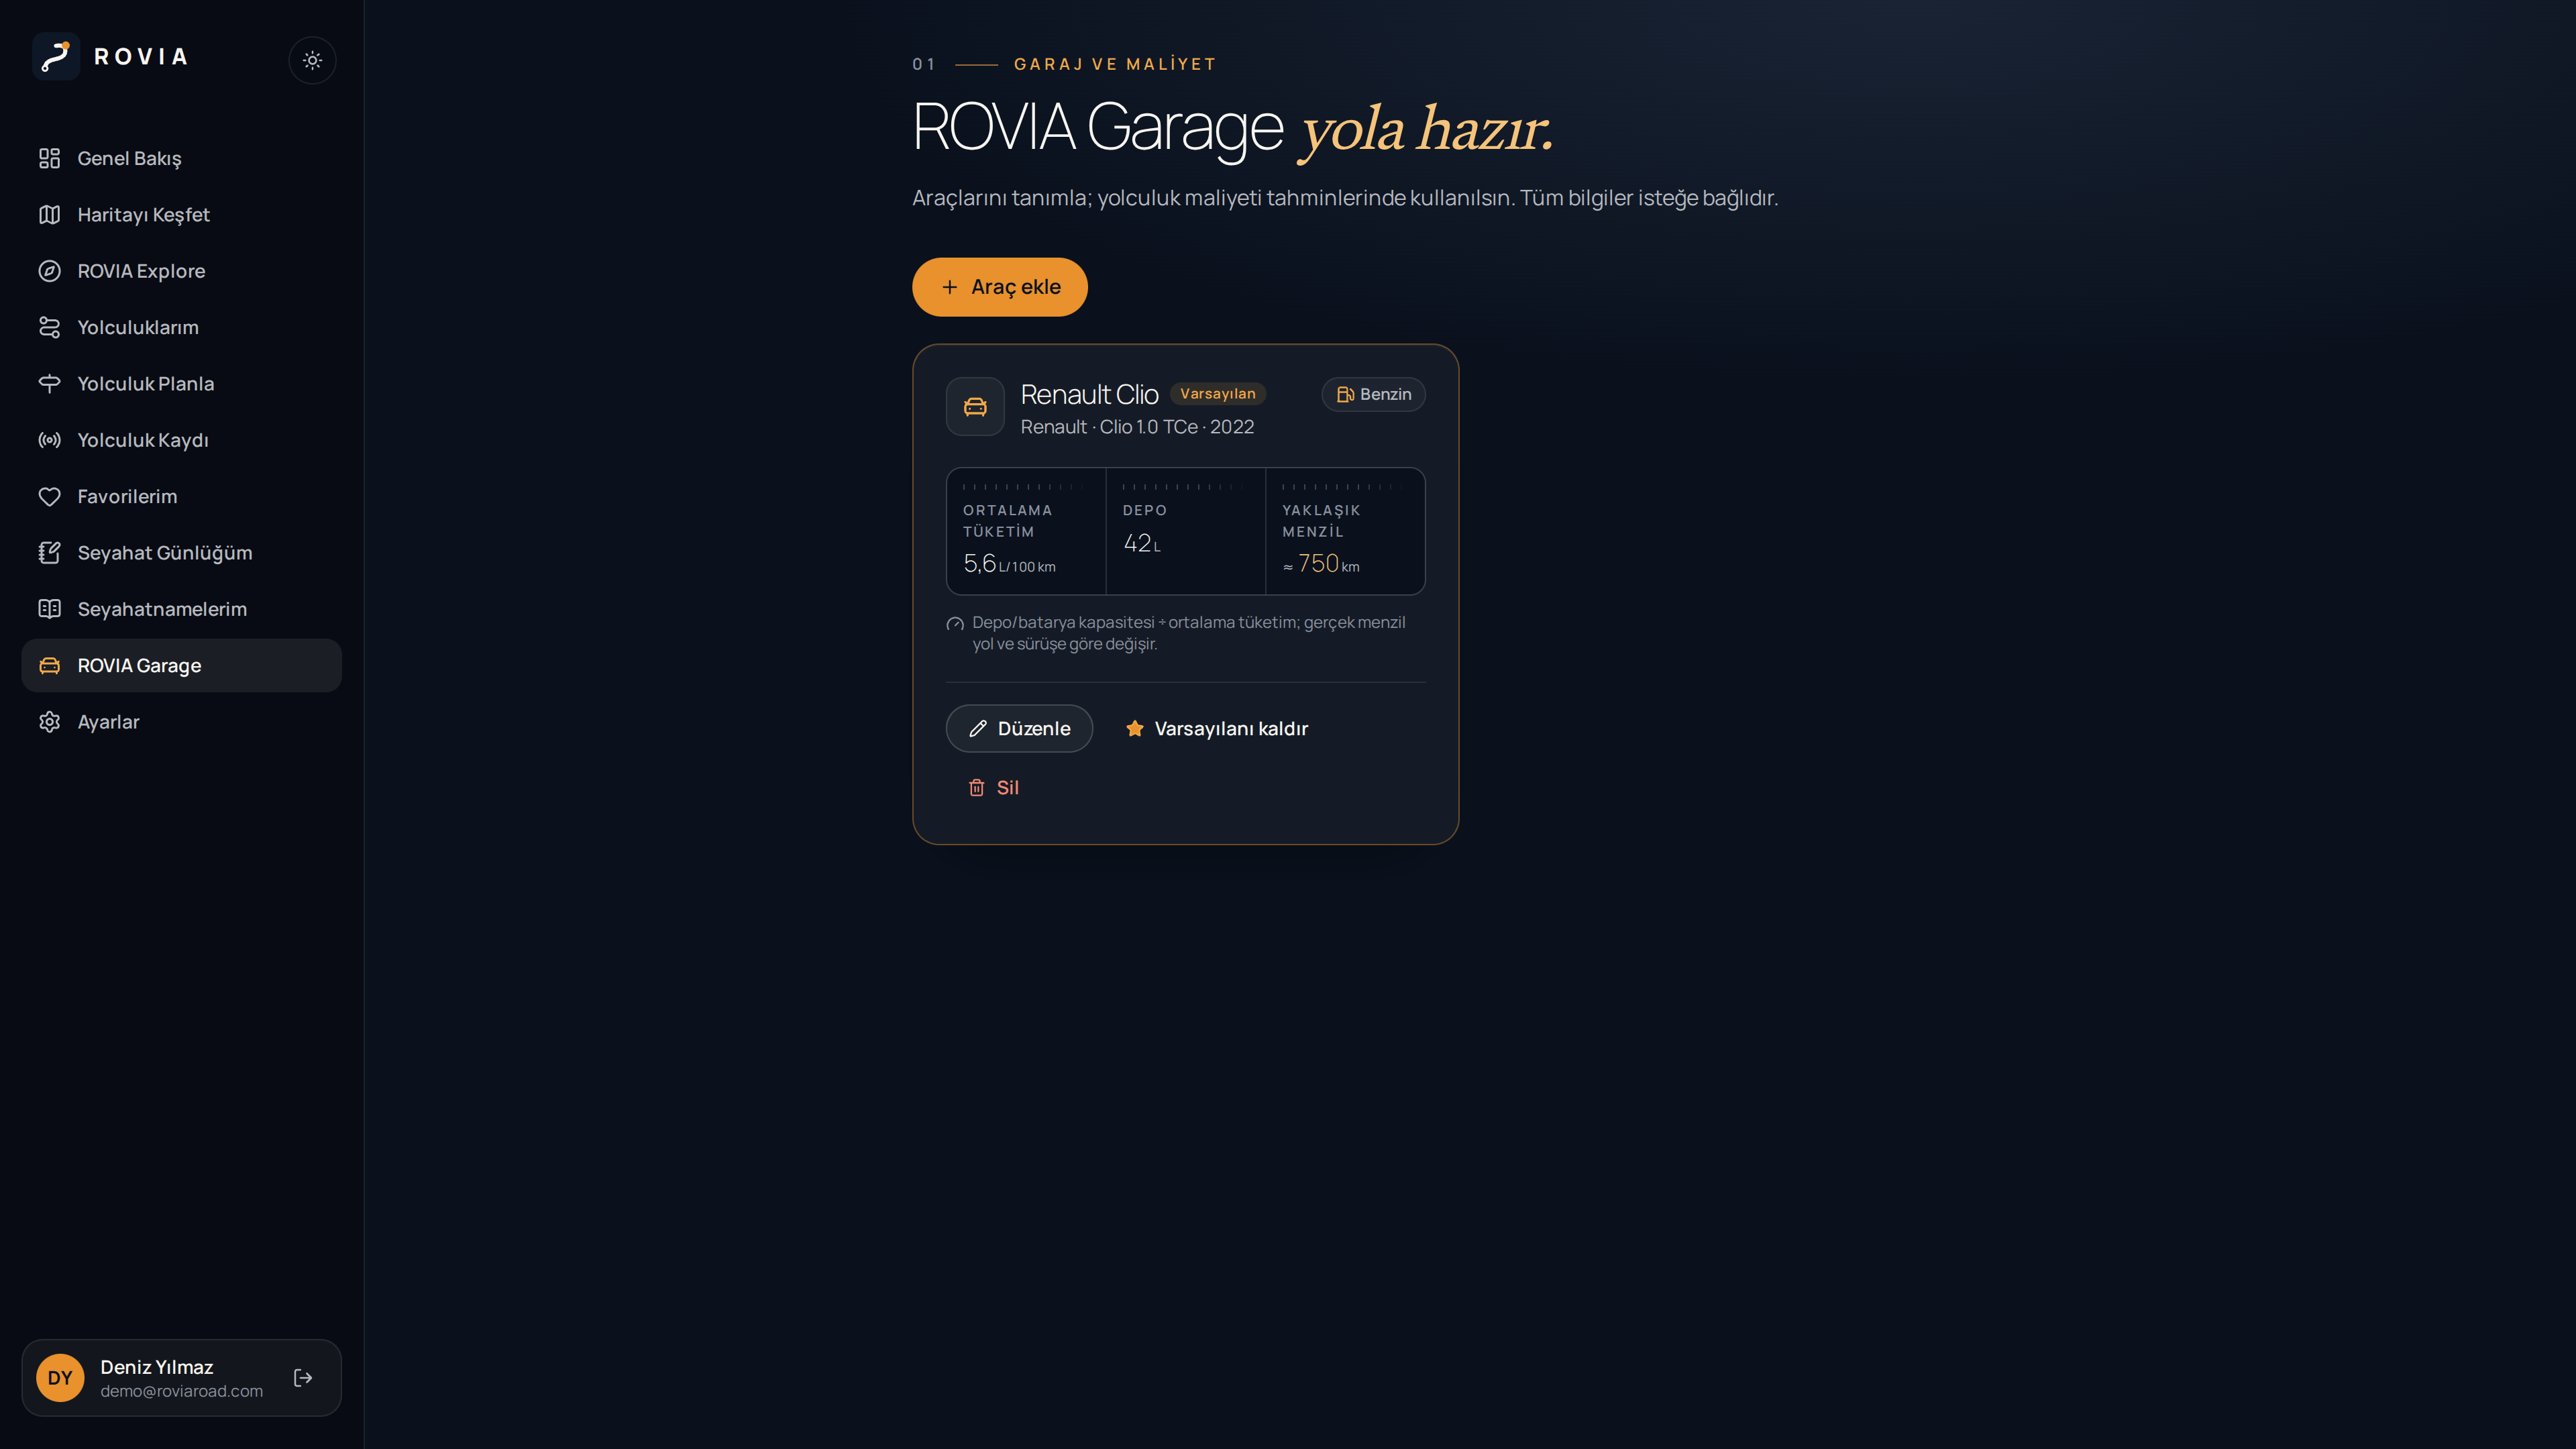 ROVIA
Genel Bakış
Haritayı Keşfet
ROVIA Explore
Yolculuklarım
Yolculuk Planla
Yolculuk Kaydı
Favorilerim
Seyahat Günlüğüm
Seyahatnamelerim
ROVIA Garage
Ayarlar
DY
Deniz Yılmaz
demo@roviaroad.com
01 GARAJ VE MALİYET
ROVIA Garage yola hazır.
Araçlarını tanımla; yolculuk maliyeti tahminlerinde kullanılsın. Tüm bilgiler isteğe bağlıdır.
+ Araç ekle
Renault Clio Varsayılan Benzin
Renault · Clio 1.0 TCe · 2022
ORTALAMA TÜKETİM
5,6 L/100 km
DEPO
42 L
YAKLAŞIK MENZİL
≈ 750 km
Depo/batarya kapasitesi ÷ ortalama tüketim; gerçek menzil
yol ve sürüşe göre değişir.
Düzenle Varsayılanı kaldır
Sil